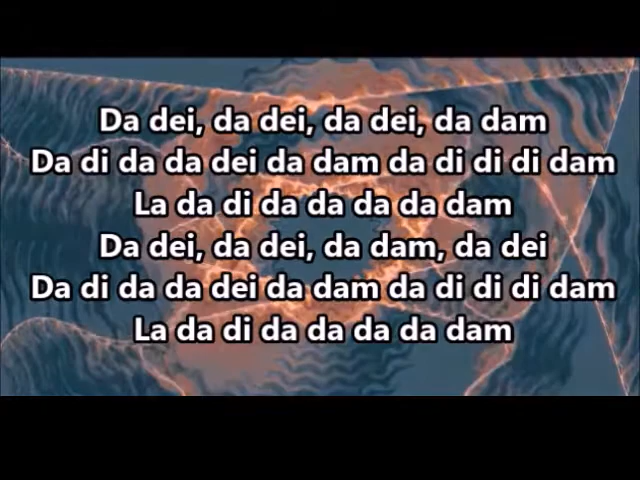 Da dei, da dei, da dei, da dam
Da di da da dei da dam da di di di dam
La da di da da da da dam
Da dei, da dei, da dam, da dei
Da di da da dei da dam da di di di dam
La da di da da da da dam